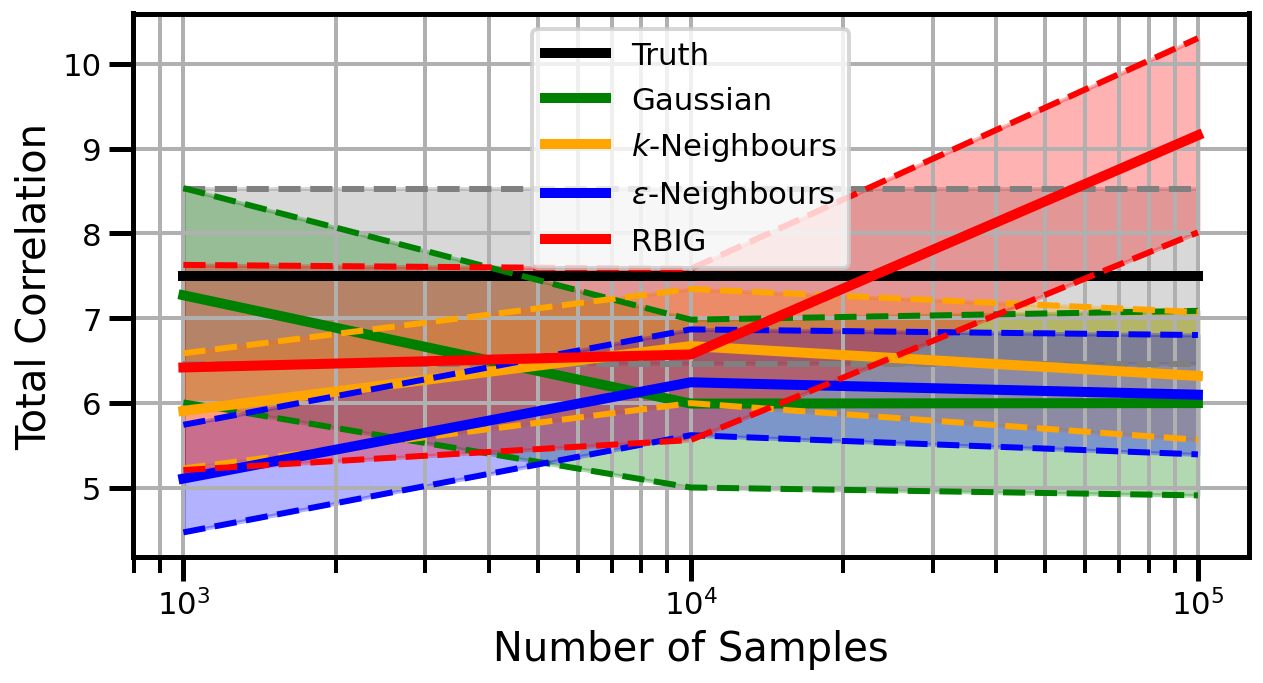 Total Correlation
10
9
8
7
6
5
Truth
Gaussian
k-Neighbours
ε-Neighbours
RBIG
10³
10⁴
10⁵
Number of Samples